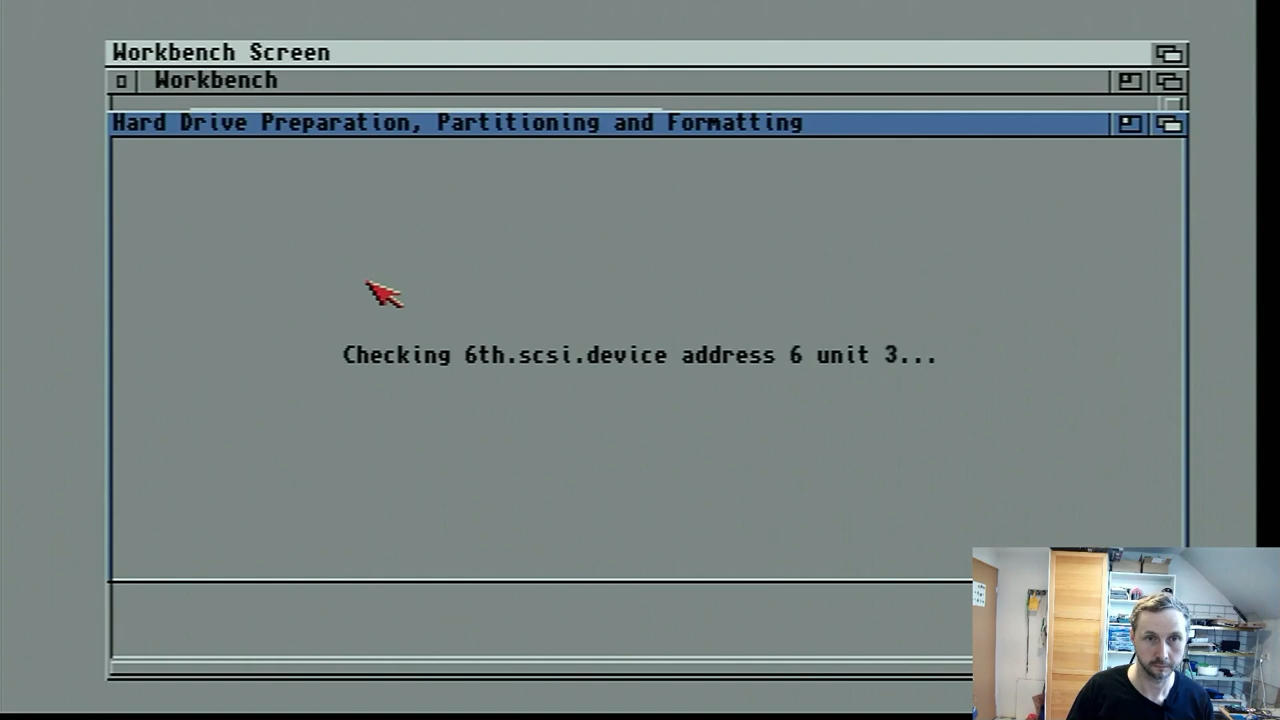 Workbench Screen
Workbench
Hard Drive Preparation, Partitioning and Formatting
Checking 6th.scsi.device address 6 unit 3...